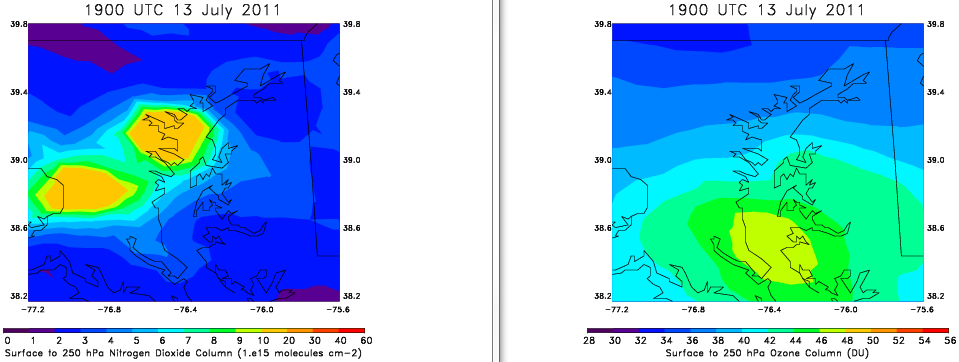 1900 UTC 13 July 2011
39.8 39.8
39.4 39.4
39.0 39.0
38.6 38.6
38.2 38.2
-77.2 -76.8 -76.4 -76.0 -75.6
0 1 2 3 4 5 6 7 8 9 10 20 30 40 60
Surface to 250 hPa Nitrogen Dioxide Column (1.e15 molecules cm-2)
1900 UTC 13 July 2011
39.8 39.8
39.4 39.4
39.0 39.0
38.6 38.6
38.2 38.2
-77.2 -76.8 -76.4 -76.0 -75.6
28 30 32 34 36 38 40 42 44 46 48 50 52 54 56
Surface to 250 hPa Ozone Column (DU)